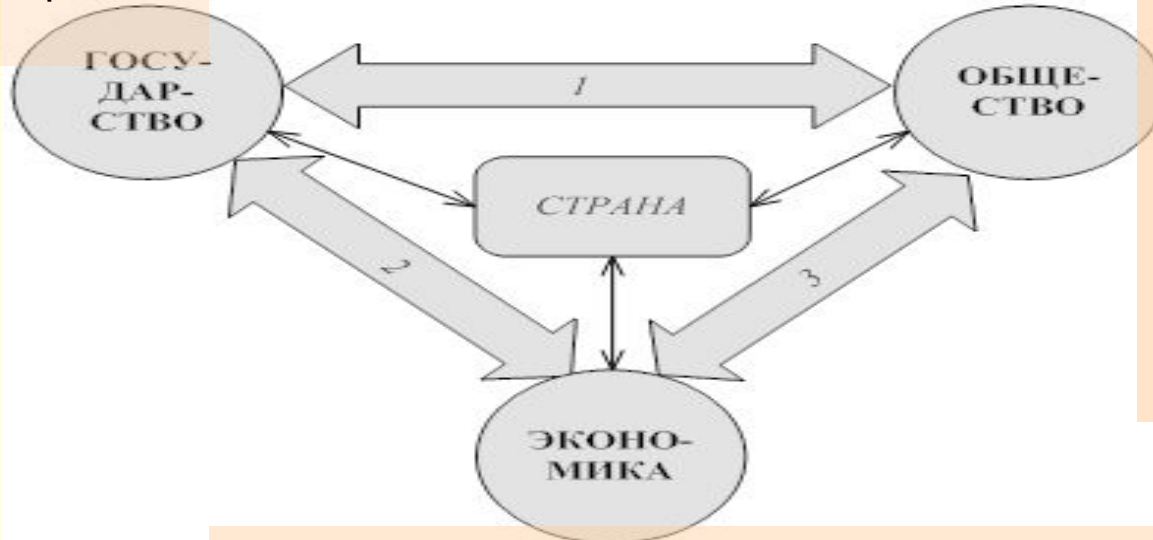 ГОСУ-
ДАР-
СТВО
1
ОБЩЕ-
СТВО
СТРАНА
2
3
ЭКОНО-
МИКА